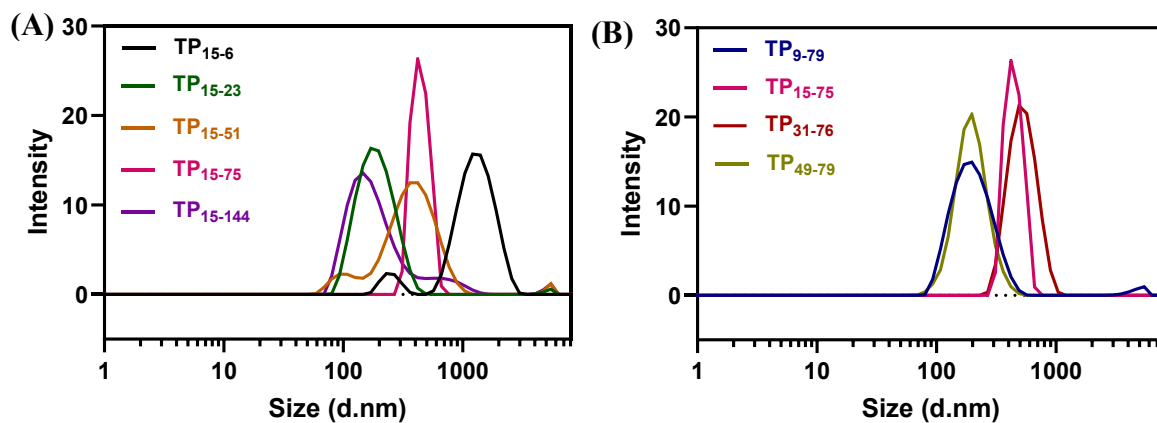 (A)
30
20
10
0
Intensity
TP15-6
TP15-23
TP15-51
TP15-75
TP15-144
1 10 100 1000
Size (d.nm)
(B)
30
20
10
0
Intensity
TP9-79
TP15-75
TP31-76
TP49-79
1 10 100 1000
Size (d.nm)